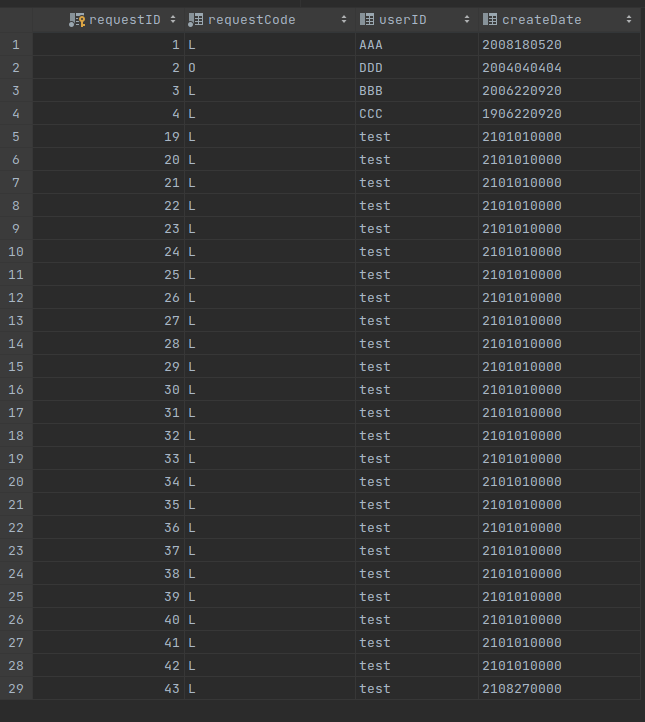 requestID requestCode userID createDate
1 1 L AAA 2008180520
2 2 O DDD 2004040404
3 3 L BBB 2006220920
4 4 L CCC 1906220920
5 19 L test 2101010000
6 20 L test 2101010000
7 21 L test 2101010000
8 22 L test 2101010000
9 23 L test 2101010000
10 24 L test 2101010000
11 25 L test 2101010000
12 26 L test 2101010000
13 27 L test 2101010000
14 28 L test 2101010000
15 29 L test 2101010000
16 30 L test 2101010000
17 31 L test 2101010000
18 32 L test 2101010000
19 33 L test 2101010000
20 34 L test 2101010000
21 35 L test 2101010000
22 36 L test 2101010000
23 37 L test 2101010000
24 38 L test 2101010000
25 39 L test 2101010000
26 40 L test 2101010000
27 41 L test 2101010000
28 42 L test 2101010000
29 43 L test 2108270000